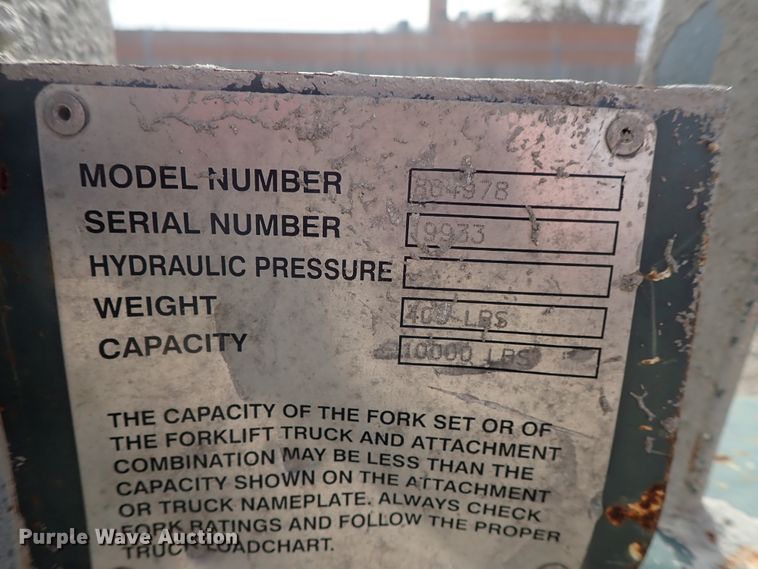 MODEL NUMBER
SERIAL NUMBER 19933
HYDRAULIC PRESSURE
WEIGHT 400 LBS
CAPACITY 10000 LBS
THE CAPACITY OF THE FORK SET OR OF
THE FORKLIFT TRUCK AND ATTACHMENT
COMBINATION MAY BE LESS THAN THE
CAPACITY SHOWN ON THE ATTACHMENT
OR TRUCK NAMEPLATE. ALWAYS CHECK
FORK RATINGS AND FOLLOW THE PROPER
TRUCK LOADCHART.
Purple Wave Auction